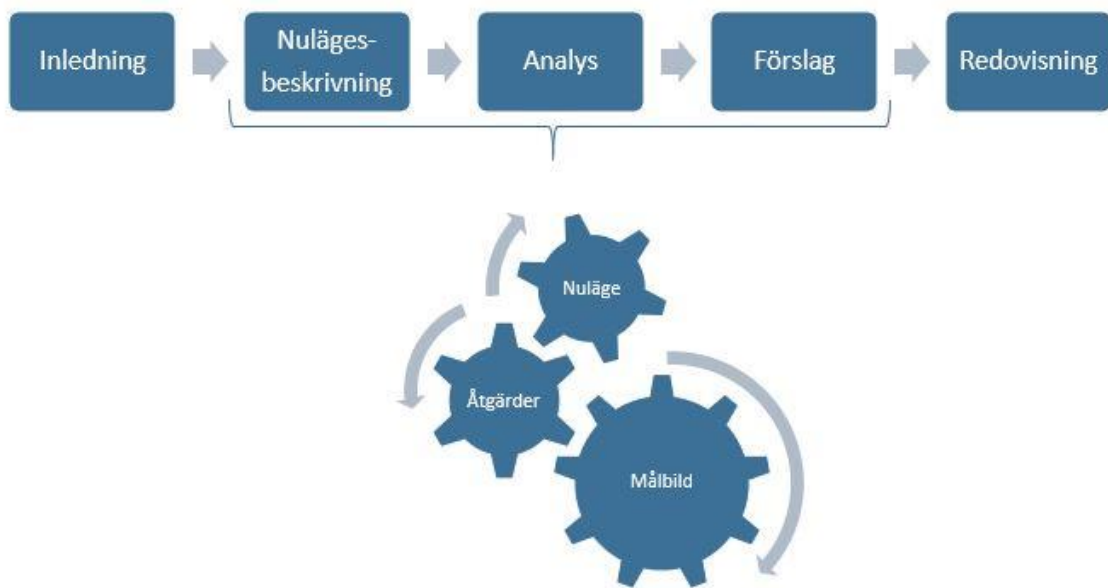 Inledning
Nuläges-
beskrivning
Analys
Förslag
Redovisning
Nuläge
Åtgärder
Målbild